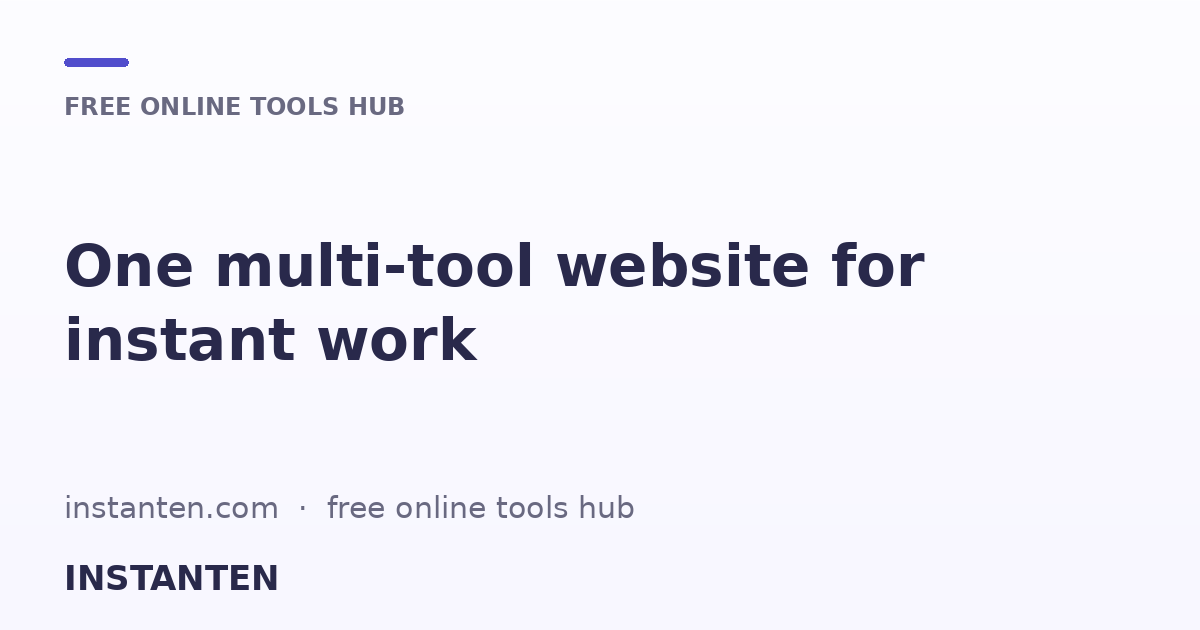 FREE ONLINE TOOLS HUB
One multi-tool website for
instant work
instanten.com · free online tools hub
INSTANTEN